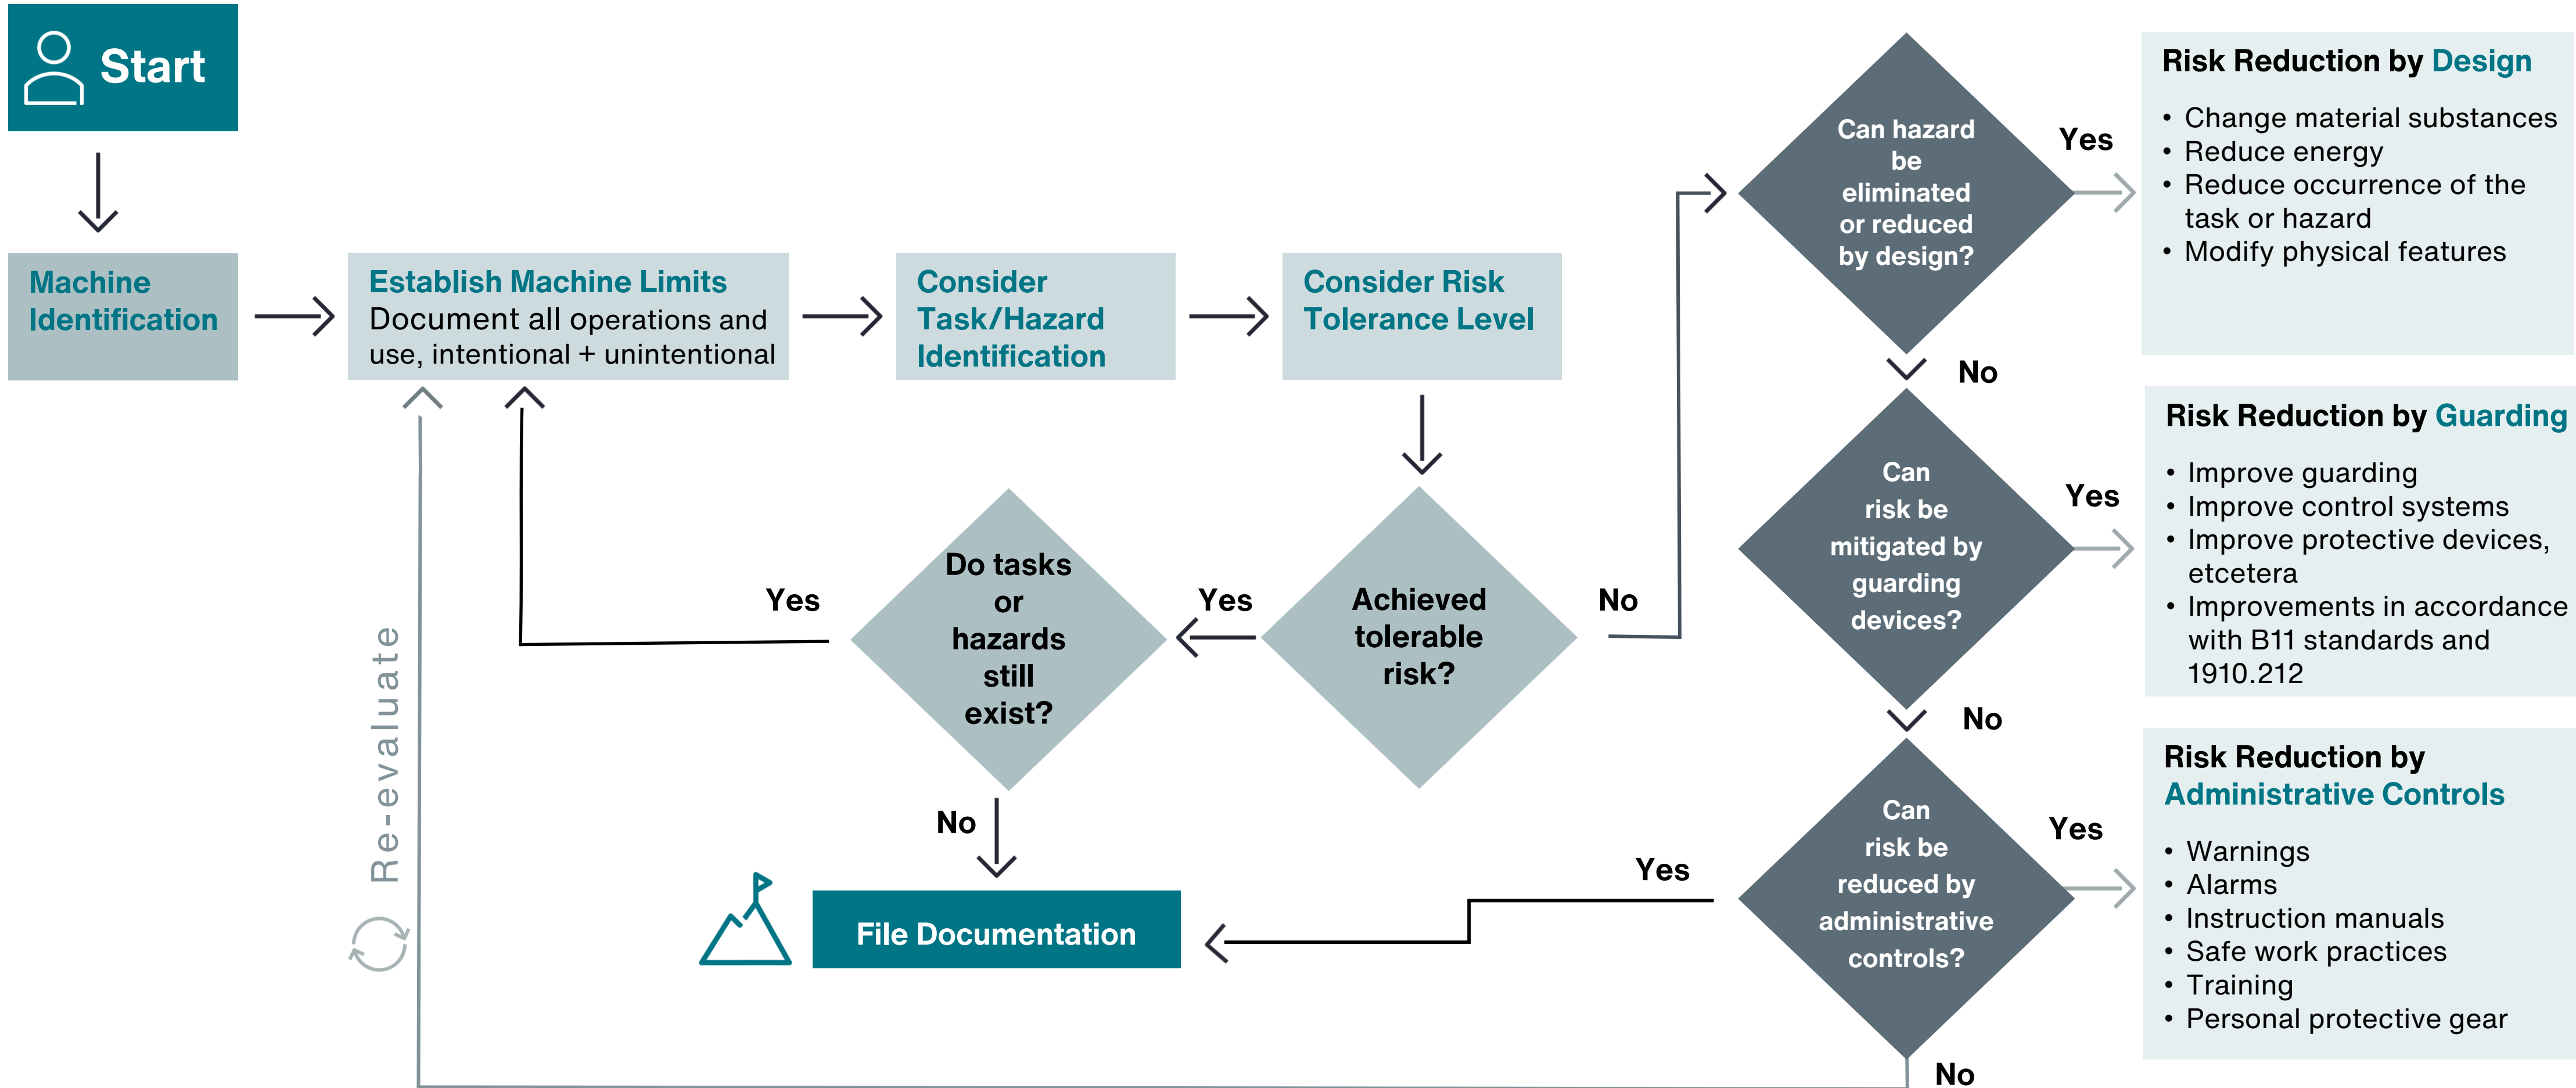 Start
Machine
Identification
Establish Machine Limits
Document all operations and
use, intentional + unintentional
Consider
Task/Hazard
Identification
Consider Risk
Tolerance Level
Achieved
tolerable
risk?
Yes
No
Do tasks
or
hazards
still
exist?
Yes
No
File Documentation
Re-evaluate
Can hazard
be
eliminated
or reduced
by design?
Yes
No
Risk Reduction by Design
• Change material substances
• Reduce energy
• Reduce occurrence of the
task or hazard
• Modify physical features
Can
risk be
mitigated by
guarding
devices?
Yes
No
Risk Reduction by Guarding
• Improve guarding
• Improve control systems
• Improve protective devices,
etcetera
• Improvements in accordance
with B11 standards and
1910.212
Can
risk be
reduced by
administrative
controls?
Yes
Yes
No
Risk Reduction by
Administrative Controls
• Warnings
• Alarms
• Instruction manuals
• Safe work practices
• Training
• Personal protective gear